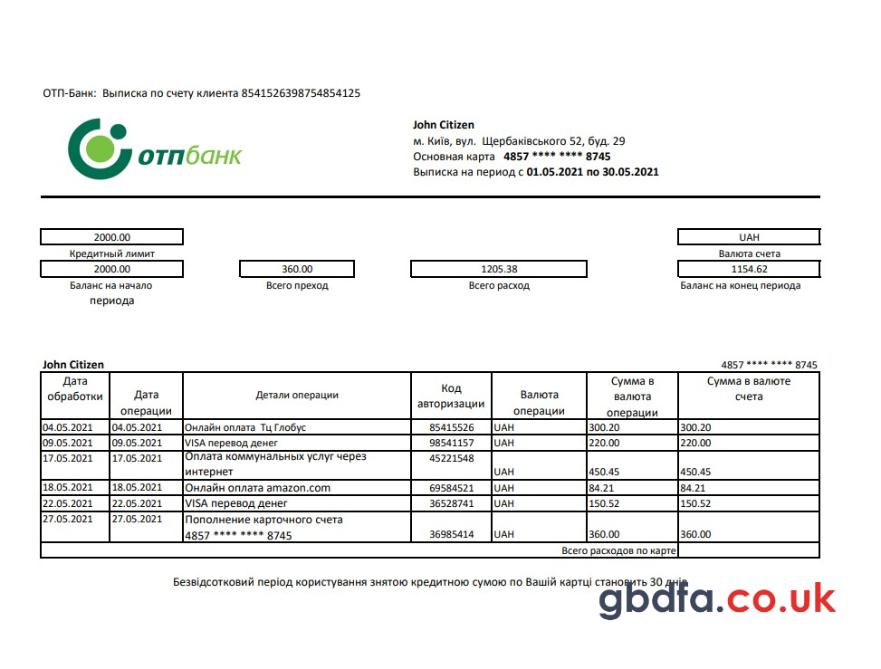 ОТП-Банк: Выписка по счету клиента 8541526398754854125
отпбанк
John Citizen
м. Київ, вул. Щербаківського 52, буд. 29
Основная карта 4857 **** **** 8745
Выписка на период с 01.05.2021 по 30.05.2021
2000.00 UAH
Кредитный лимит Валюта счета
2000.00 360.00 1205.38 1154.62
Баланс на начало Всего преход Всего расход Баланс на конец периода
периода
John Citizen 4857 **** **** 8745
Дата обработки Дата операции Детали операции Код авторизации Валюта операции Сумма в валюта операции Сумма в валюте счета
04.05.2021 04.05.2021 Онлайн оплата Тц Глобус 85415526 UAH 300.20 300.20
09.05.2021 09.05.2021 VISA перевод денег 98541157 UAH 220.00 220.00
17.05.2021 17.05.2021 Оплата коммунальных услуг через 45221548
интернет UAH 450.45 450.45
18.05.2021 18.05.2021 Онлайн оплата amazon.com 69584521 UAH 84.21 84.21
22.05.2021 22.05.2021 VISA перевод денег 36528741 UAH 150.52 150.52
27.05.2021 27.05.2021 Пополнение карточного счета
4857 **** **** 8745 36985414 UAH 360.00 360.00
Всего расходов по карте
Безвідсотковий період користування знятою кредитною сумою по Вашій картці становить 30 днів
gbdfa.co.uk